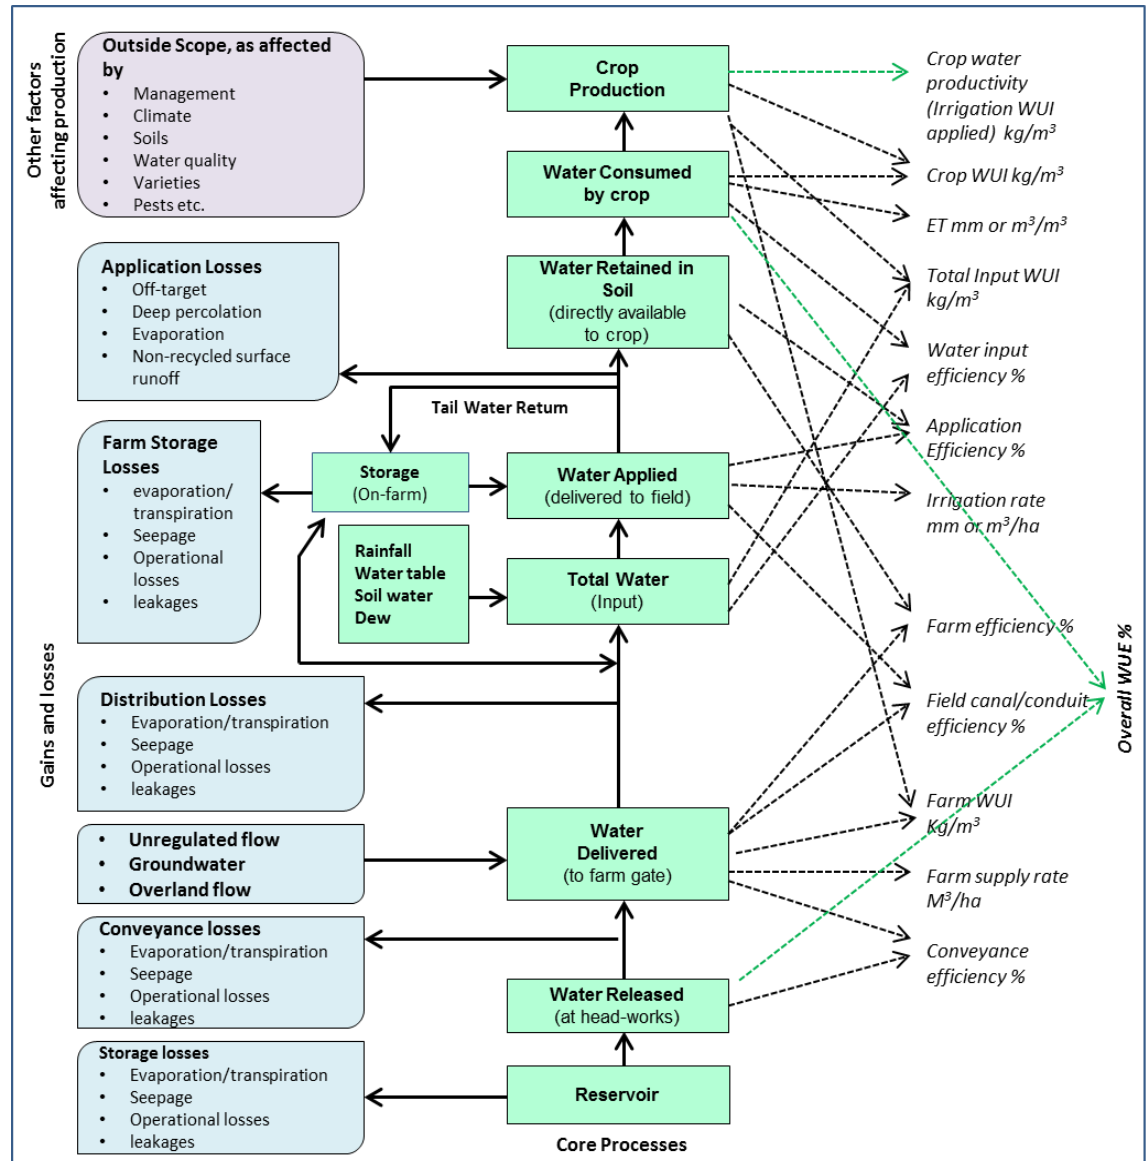 Other factors
affecting production
Outside Scope, as affected
by
• Management
• Climate
• Soils
• Water quality
• Varieties
• Pests etc.
Crop
Production
Crop water
productivity
(Irrigation WUI
applied) kg/m³
Water Consumed
by crop
Crop WUI kg/m³
ET mm or m³/m³
Application Losses
• Off-target
• Deep percolation
• Evaporation
• Non-recycled surface
runoff
Water Retained in
Soil
(directly available
to crop)
Total Input WUI
kg/m³
Water input
efficiency %
Tail Water Return
Gains and losses
Farm Storage
Losses
• evaporation/
transpiration
• Seepage
• Operational
losses
• leakages
Storage
(On-farm)
Water Applied
(delivered to field)
Application
Efficiency %
Irrigation rate
mm or m³/ha
Rainfall
Water table
Soil water
Dew
Total Water
(Input)
Farm efficiency %
Overall WUE %
Distribution Losses
• Evaporation/transpiration
• Seepage
• Operational losses
• leakages
Field canal/conduit
efficiency %
• Unregulated flow
• Groundwater
• Overland flow
Water
Delivered
(to farm gate)
Farm WUI
Kg/m³
Farm supply rate
M³/ha
Conveyance losses
• Evaporation/transpiration
• Seepage
• Operational losses
• leakages
Water Released
(at head-works)
Conveyance
efficiency %
Storage losses
• Evaporation/transpiration
• Seepage
• Operational losses
• leakages
Reservoir
Core Processes